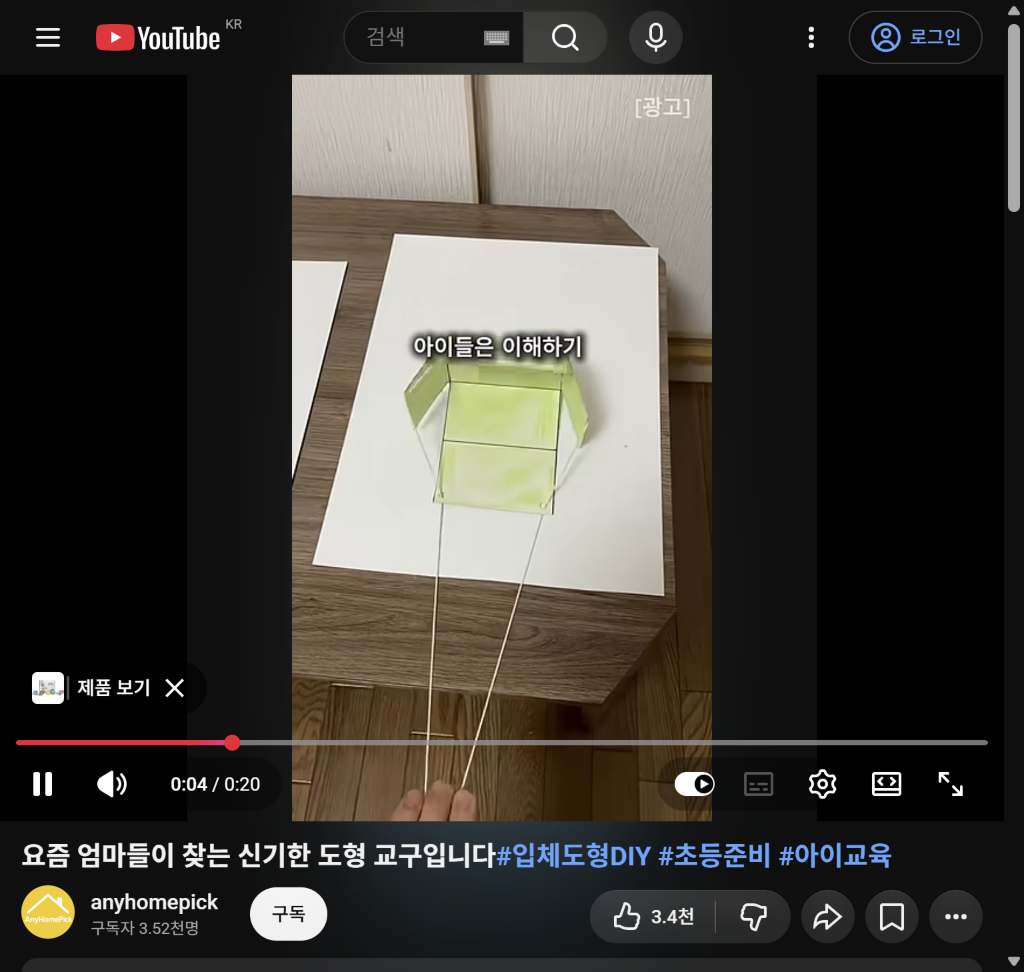 YouTube KR
검색
로그인
[광고]
아이들은 이해하기
제품 보기
0:04 / 0:20
요즘 엄마들이 찾는 신기한 도형 교구입니다#입체도형DIY #초등준비 #아이교육
AnyHomePick
anyhomepick
구독자 3.52천명
구독
3.4천